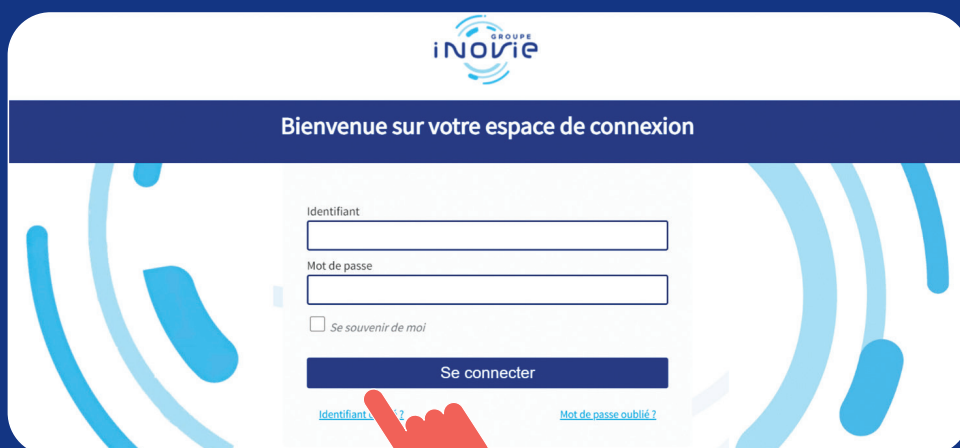 GROUPE
iNOViE
Bienvenue sur votre espace de connexion
Identifiant
Mot de passe
Se souvenir de moi
Se connecter
Identifiant ?
Mot de passe oublié ?